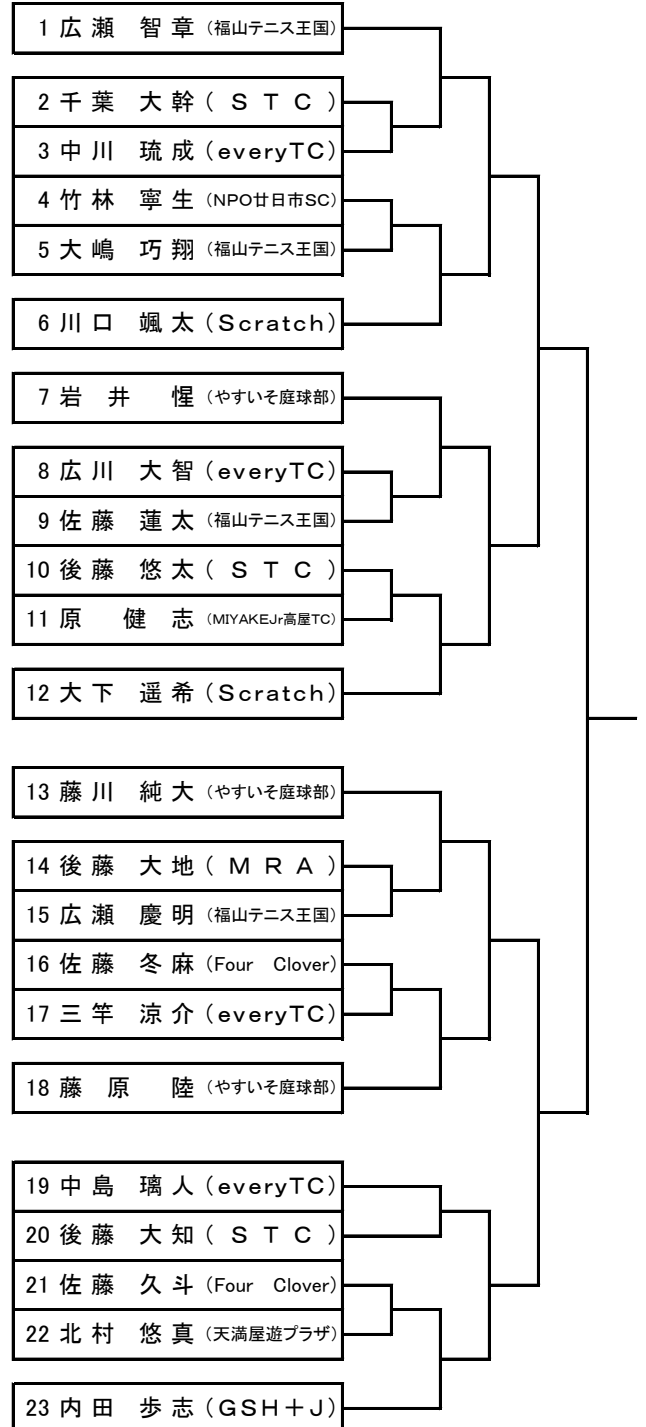 1 広瀬 智章 (福山テニス王国)
2 千葉 大幹 (STC)
3 中川 琉成 (everyTC)
4 竹林 寧生 (NPO廿日市SC)
5 大嶋 巧翔 (福山テニス王国)
6 川口 颯太 (Scratch)
7 岩井 惺 (やすいそ庭球部)
8 広川 大智 (everyTC)
9 佐藤 蓮太 (福山テニス王国)
10 後藤 悠太 (STC)
11 原 健志 (MIYAKEJr高屋TC)
12 大下 遥希 (Scratch)
13 藤川 純大 (やすいそ庭球部)
14 後藤 大地 (MRA)
15 広瀬 慶明 (福山テニス王国)
16 佐藤 冬麻 (Four Clover)
17 三竿 涼介 (everyTC)
18 藤原 陸 (やすいそ庭球部)
19 中島 璃人 (everyTC)
20 後藤 大知 (STC)
21 佐藤 久斗 (Four Clover)
22 北村 悠真 (天満屋遊プラザ)
23 内田 歩志 (GSH+J)